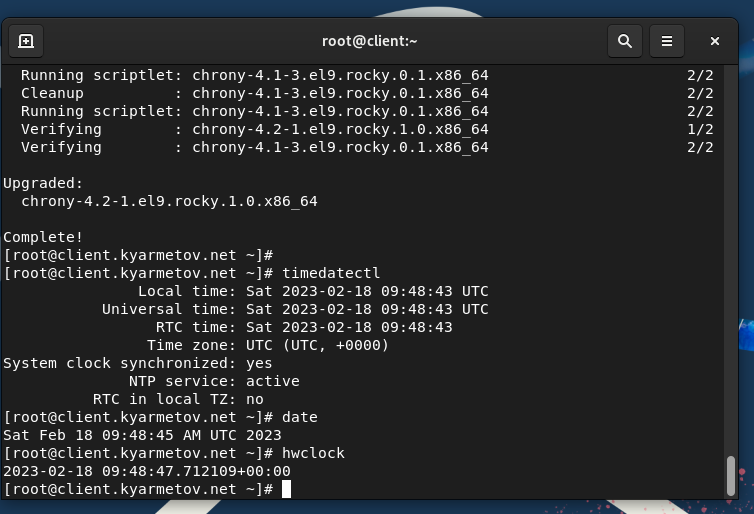 root@client:~
Running scriptlet: chrony-4.1-3.el9.rocky.0.1.x86_64 2/2
Cleanup : chrony-4.1-3.el9.rocky.0.1.x86_64 2/2
Running scriptlet: chrony-4.1-3.el9.rocky.0.1.x86_64 2/2
Verifying : chrony-4.2-1.el9.rocky.1.0.x86_64 1/2
Verifying : chrony-4.1-3.el9.rocky.0.1.x86_64 2/2
Upgraded:
chrony-4.2-1.el9.rocky.1.0.x86_64
Complete!
[root@client.kyarmetov.net ~]#
[root@client.kyarmetov.net ~]# timedatectl
Local time: Sat 2023-02-18 09:48:43 UTC
Universal time: Sat 2023-02-18 09:48:43 UTC
RTC time: Sat 2023-02-18 09:48:43
Time zone: UTC (UTC, +0000)
System clock synchronized: yes
NTP service: active
RTC in local TZ: no
[root@client.kyarmetov.net ~]# date
Sat Feb 18 09:48:45 AM UTC 2023
[root@client.kyarmetov.net ~]# hwclock
2023-02-18 09:48:47.712109+00:00
[root@client.kyarmetov.net ~]#